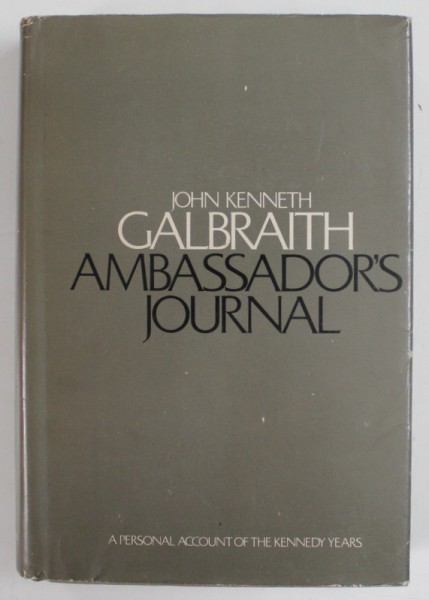 JOHN KENNETH
GALBRAITH
AMBASSADOR'S
JOURNAL
A PERSONAL ACCOUNT OF THE KENNEDY YEARS